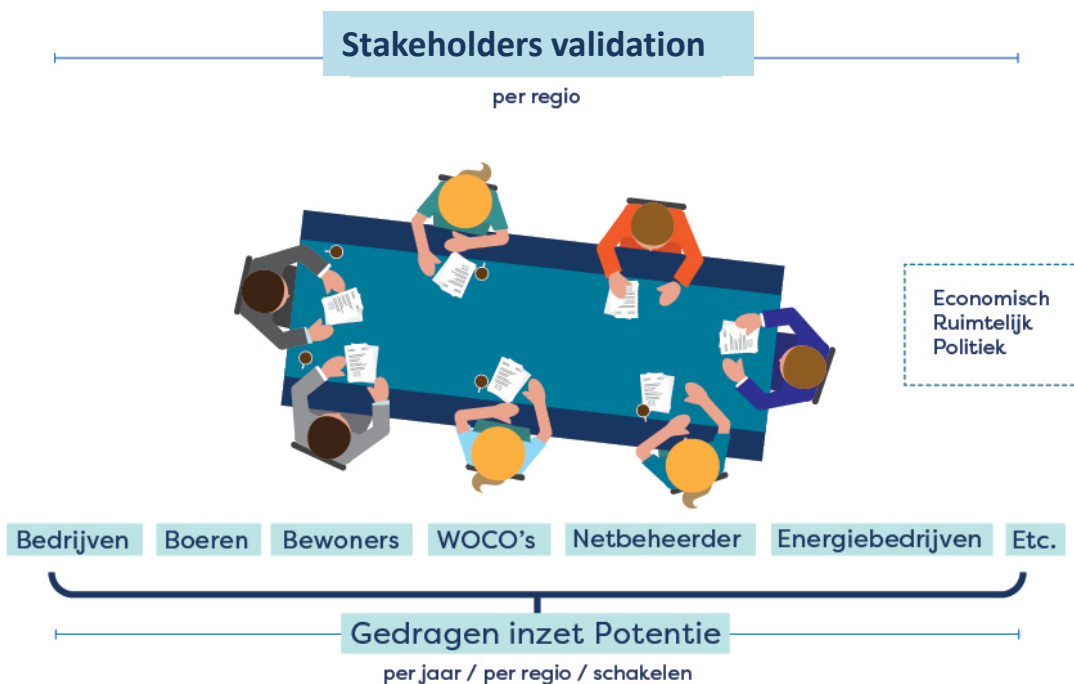 Stakeholders validation
per regio
Economisch
Ruimtelijk
Politiek
Bedrijven Boeren Bewoners WOCO's Netbeheerder Energiebedrijven Etc.
Gedragen inzet Potentie
per jaar / per regio / schakelen